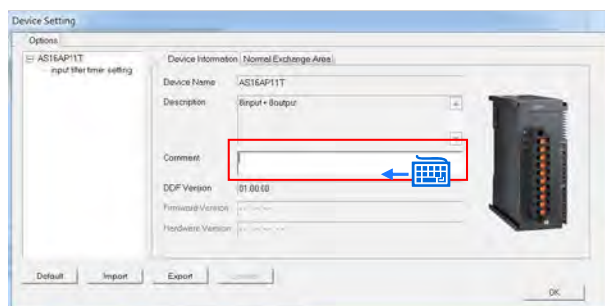 Device Setting
Options
AS16AP11T
input filter timer setting
Device Information
Normal Exchange Area
Device Name
AS16AP11T
Description
8input + 8output
Comment
DDF Version
01.00.00
Firmware Version
Hardware Version
Default
Import
Export
OK